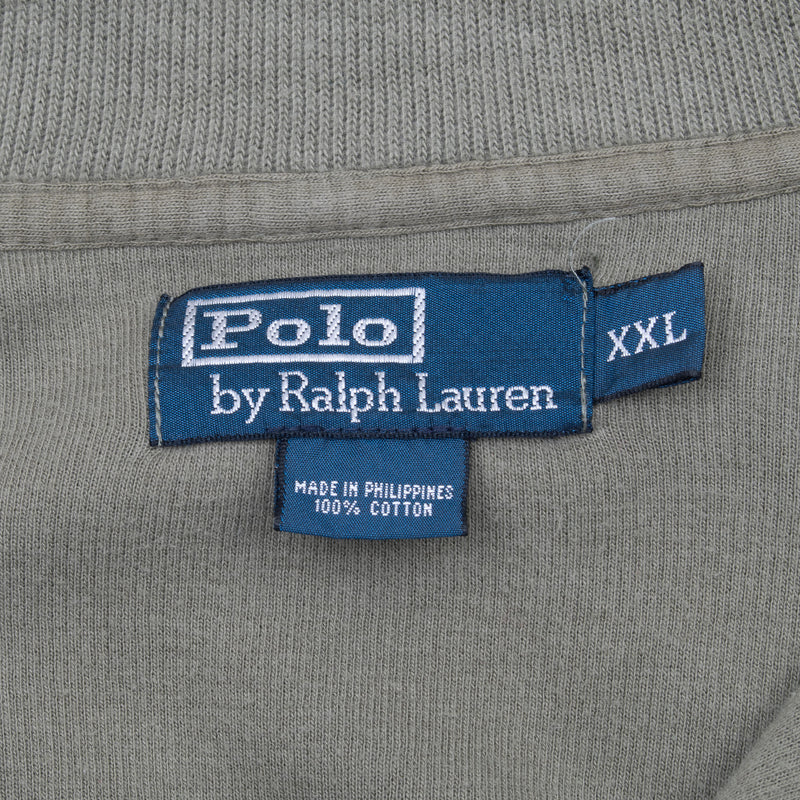 Polo
by Ralph Lauren
XXL
MADE IN PHILIPPINES
100% COTTON